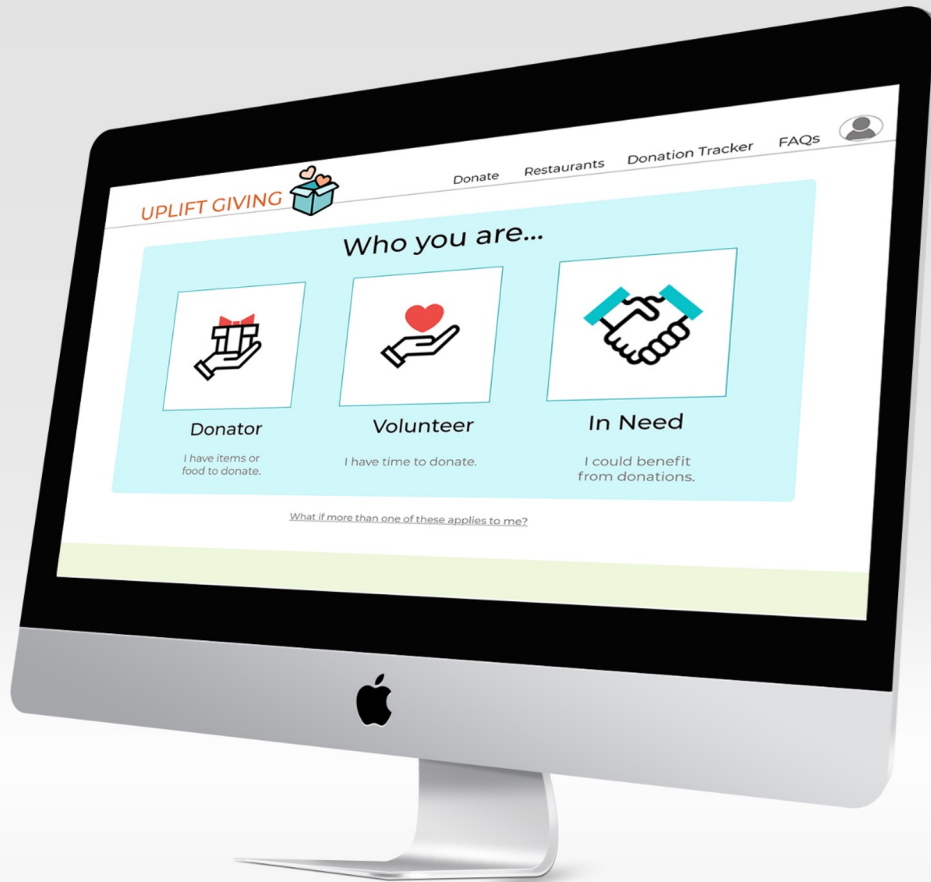 UPLIFT GIVING
Donate
Restaurants
Donation Tracker
FAQs
Who you are...
Donator
I have items or
food to donate.
Volunteer
I have time to donate.
In Need
I could benefit
from donations.
What if more than one of these applies to me?